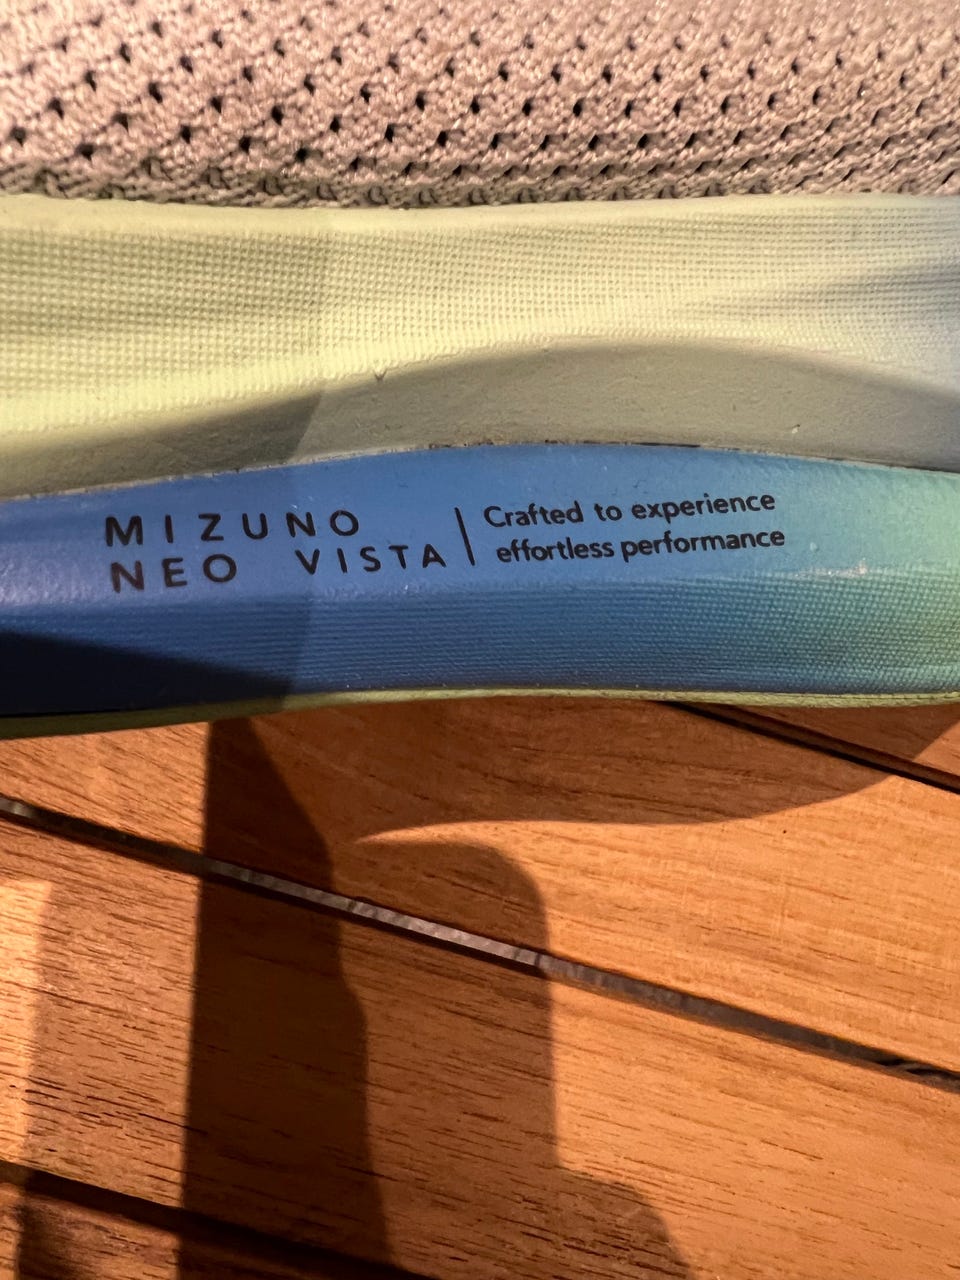 MIZUNO
NEO VISTA
Crafted to experience
effortless performance